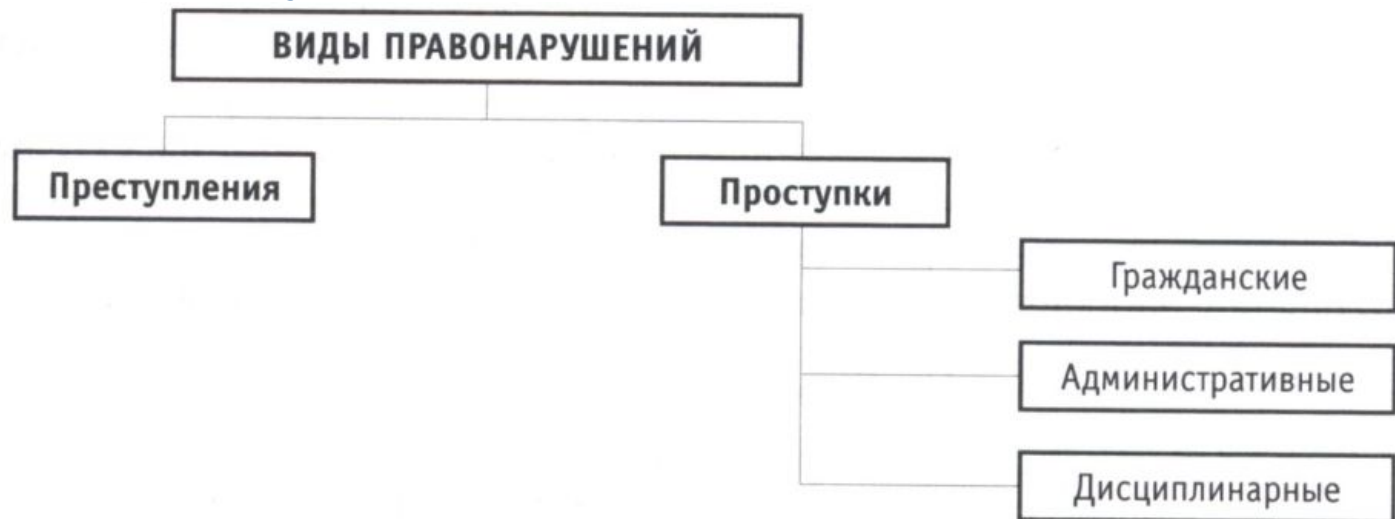 ВИДЫ ПРАВОНАРУШЕНИЙ
Преступления
Проступки
Гражданские
Административные
Дисциплинарные